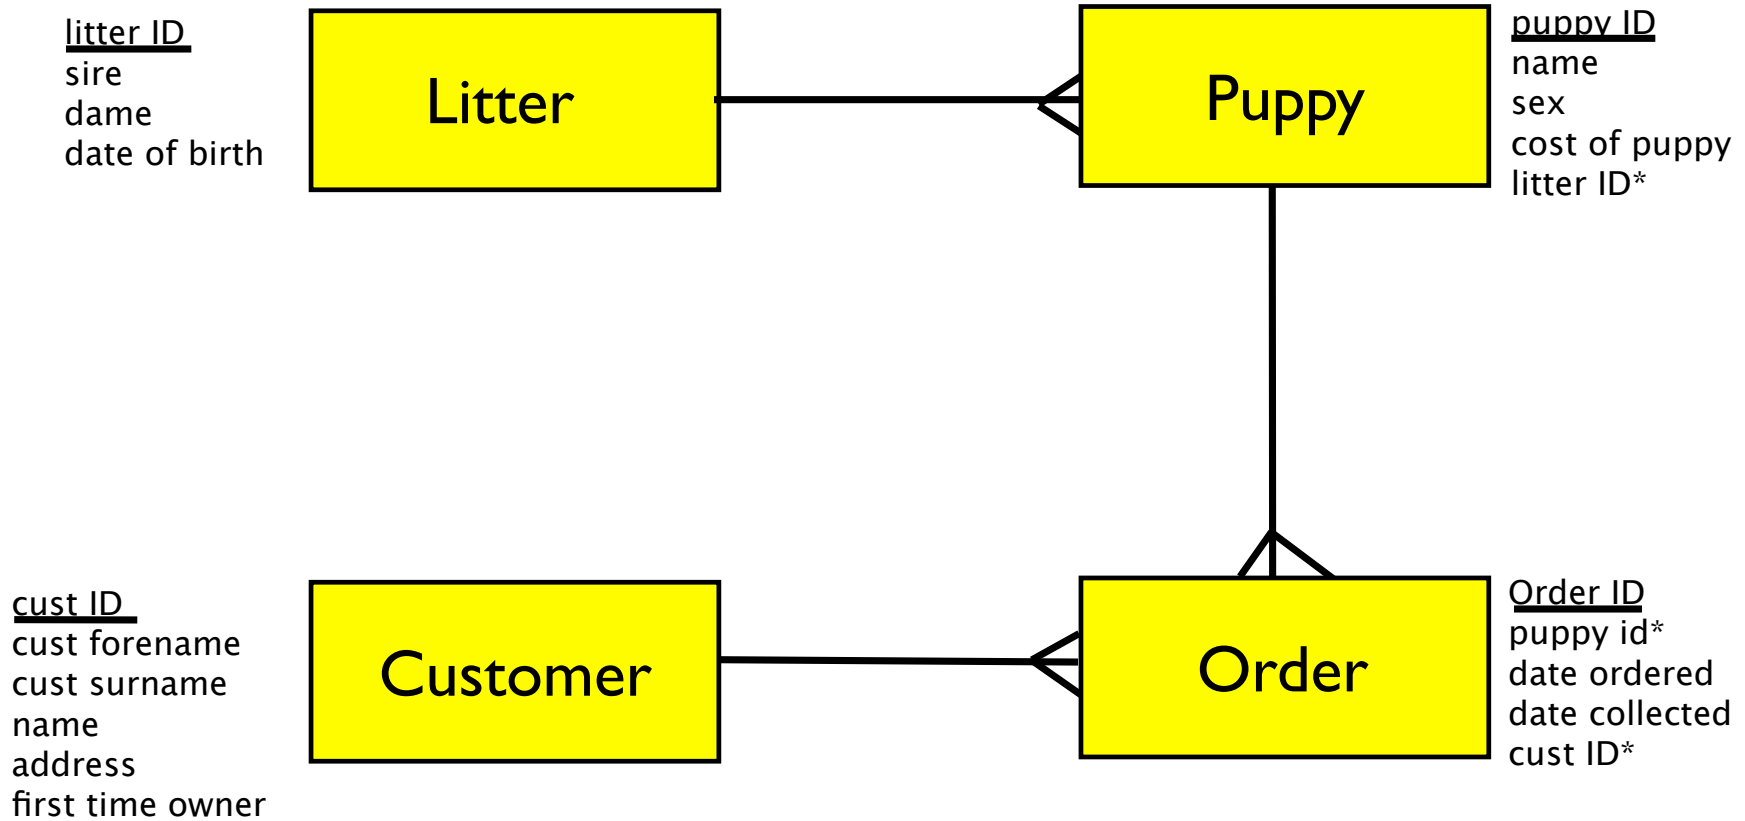 litter ID
sire
dame
date of birth
Litter
Puppy
puppy ID
name
sex
cost of puppy
litter ID*
cust ID
cust forename
cust surname
name
address
first time owner
Customer
Order
Order ID
puppy id*
date ordered
date collected
cust ID*